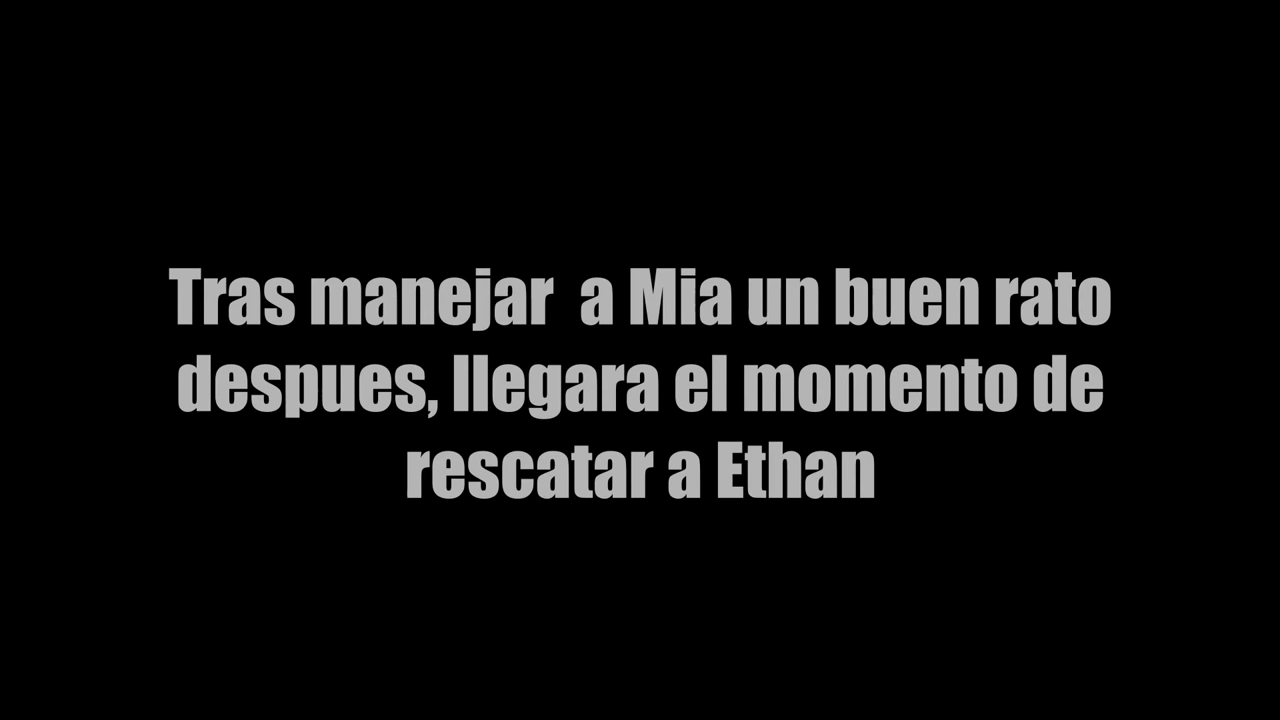 Tras manejar  a Mia un buen rato
despues, llegara el momento de
rescatar a Ethan